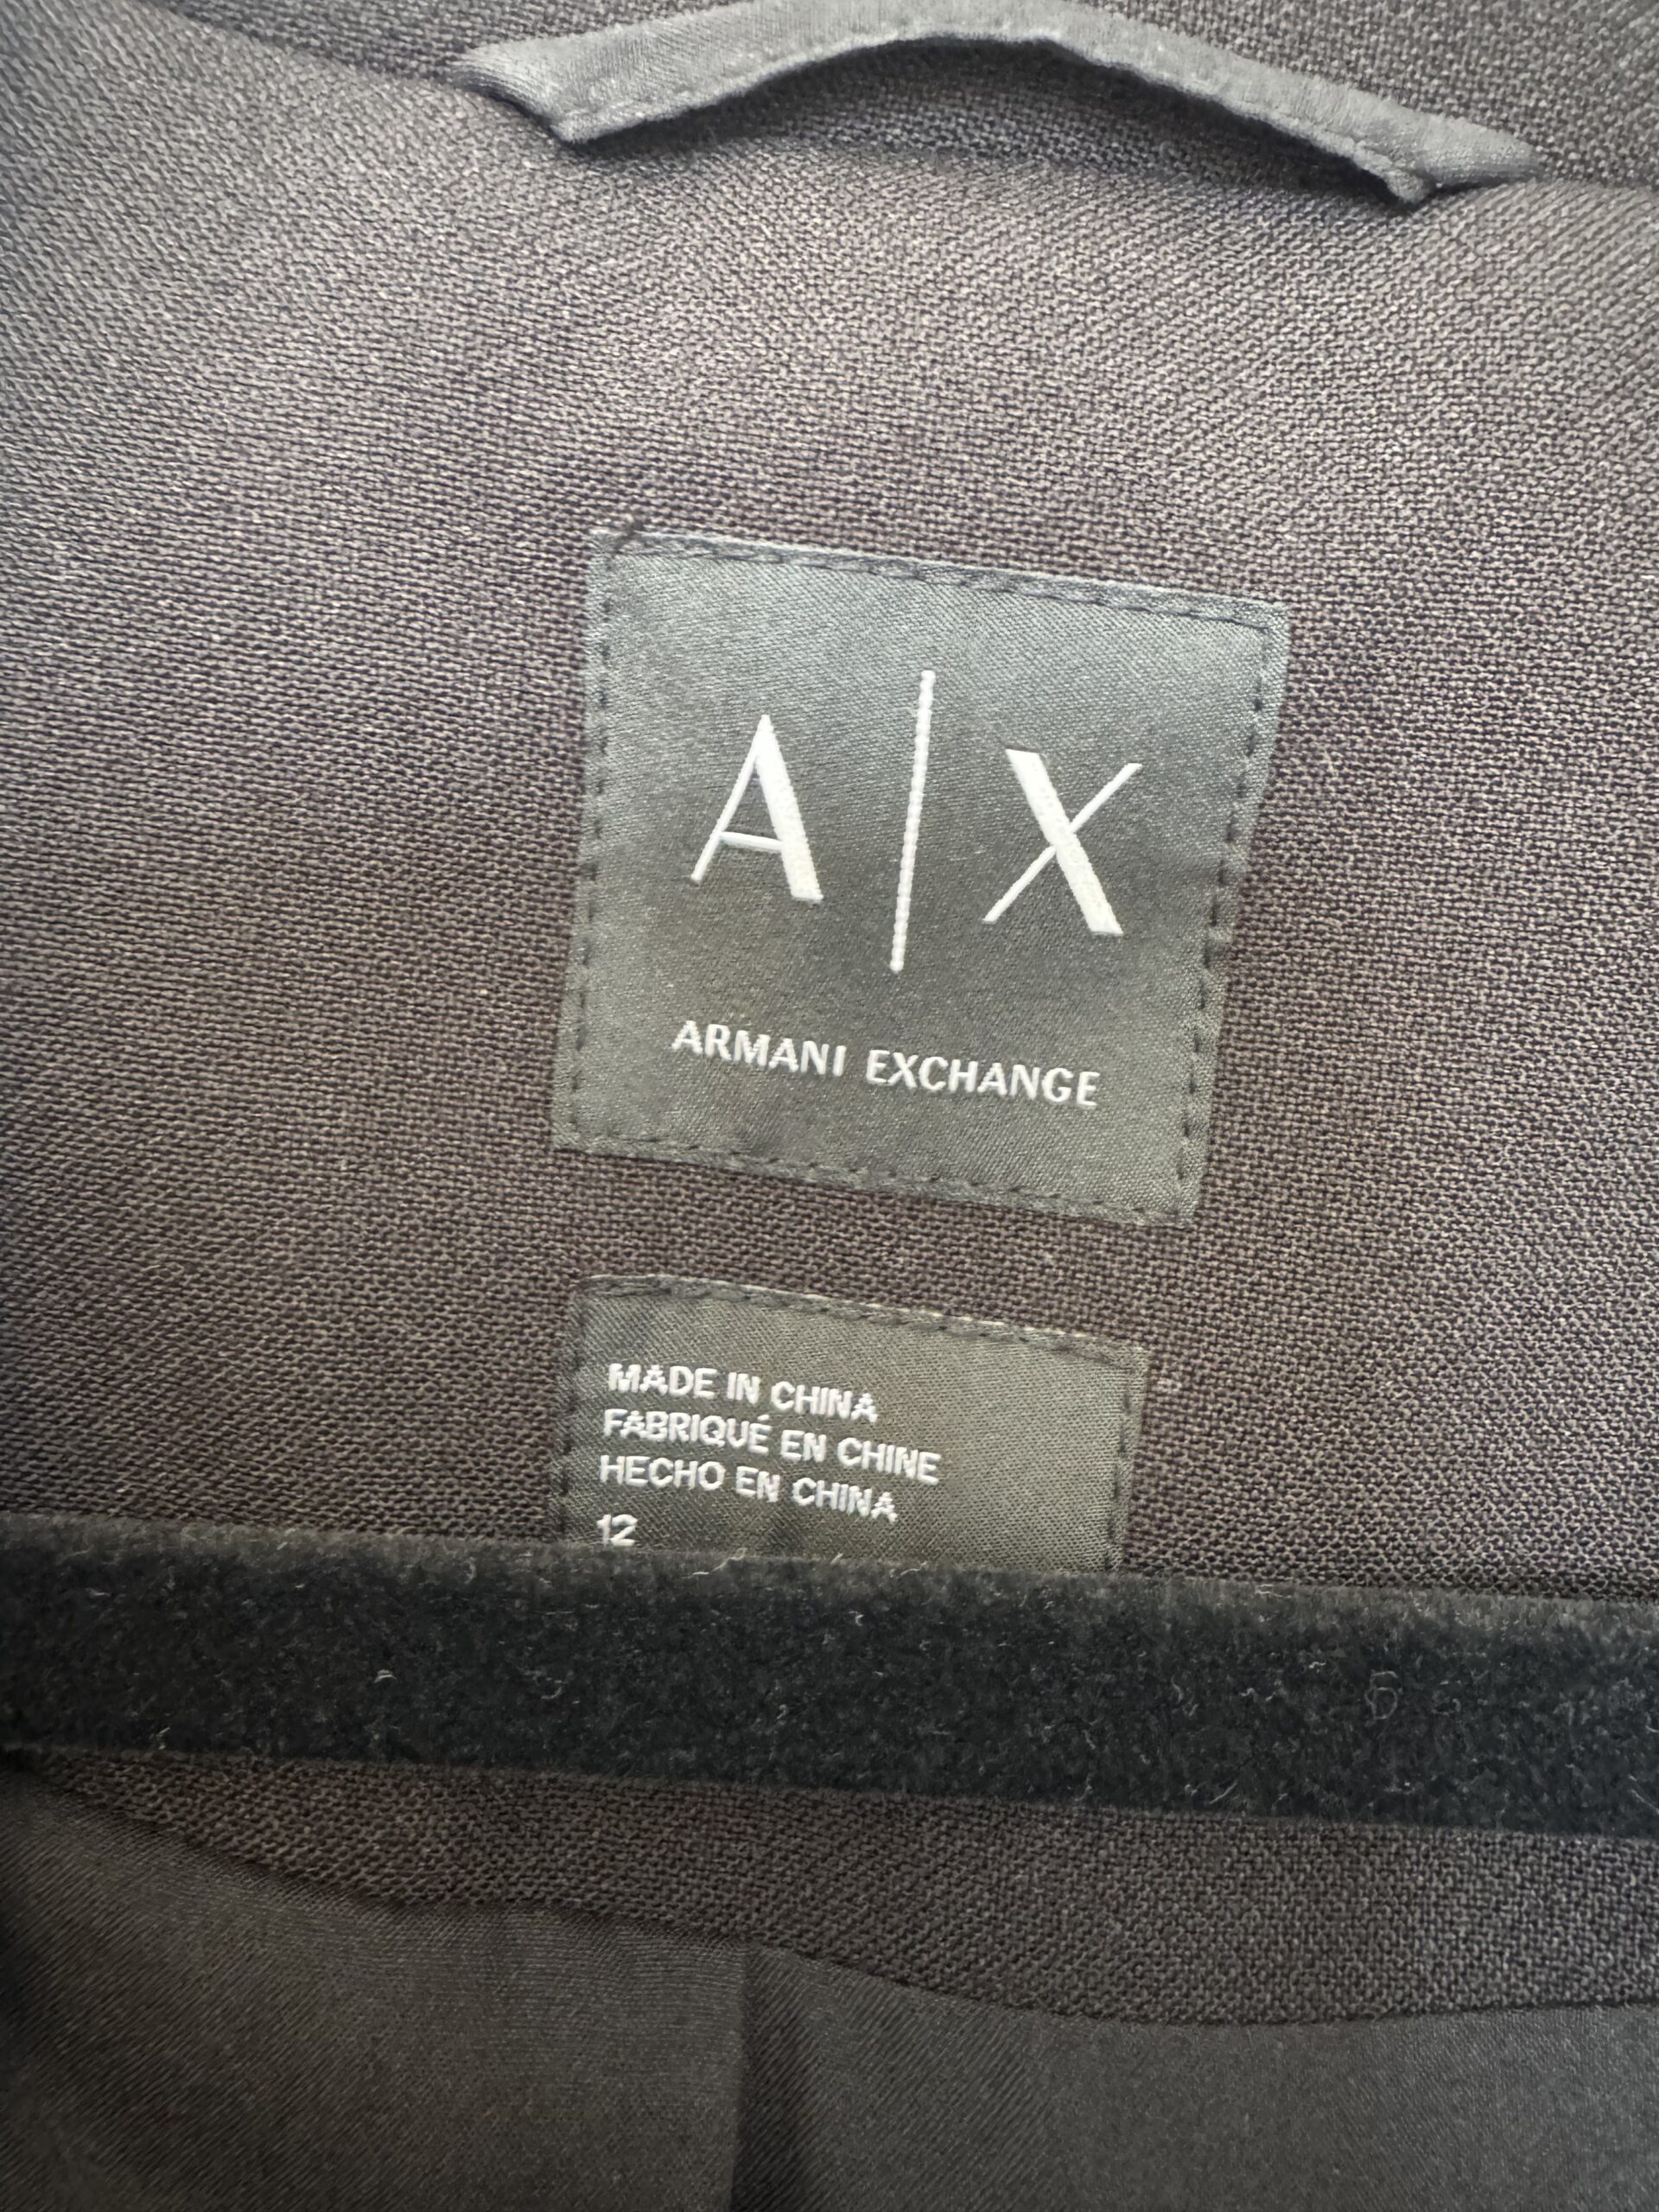 A|X
ARMANI EXCHANGE
MADE IN CHINA
FABRIQUÉ EN CHINE
HECHO EN CHINA
12